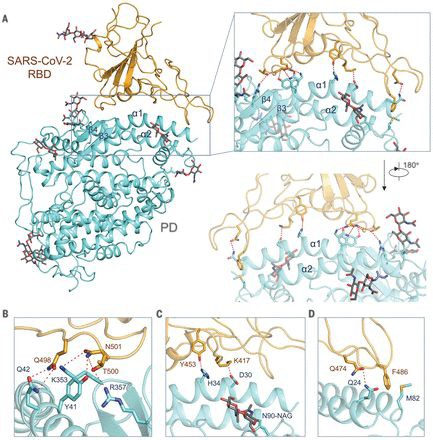 A
SARS-CoV-2
RBD
α1
β4
β3
α2
PD
β4
β3
α1
α2
180°
α1
α2
B
N501
Q498
Q42
T500
K353
R357
Y41
C
Y453
K417
H34
D30
N90-NAG
D
Q474
F486
Q24
M82